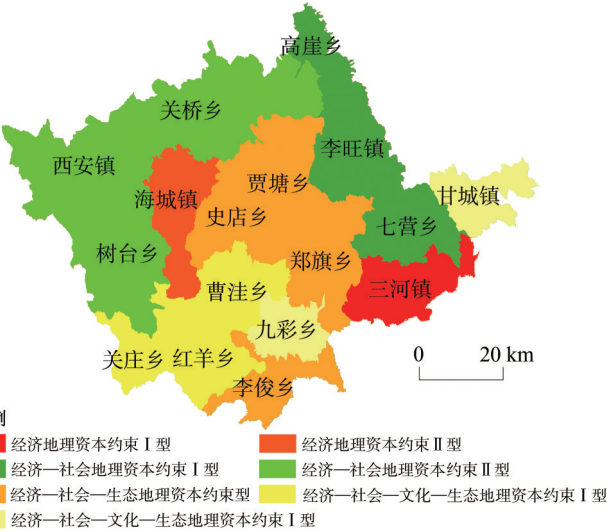 高崖乡
关桥乡
李旺镇
西安镇
贾塘乡
海城镇
甘城镇
史店乡
七营乡
树台乡
郑旗乡
三河镇
曹洼乡
九彩乡
关庄乡 红羊乡
李俊乡
0 20 km
经济地理资本约束Ⅰ型 经济地理资本约束Ⅱ型
经济—社会地理资本约束Ⅰ型 经济—社会地理资本约束Ⅱ型
经济—社会—生态地理资本约束型 经济—社会—文化—生态地理资本约束Ⅰ型
经济—社会—文化—生态地理资本约束Ⅰ型